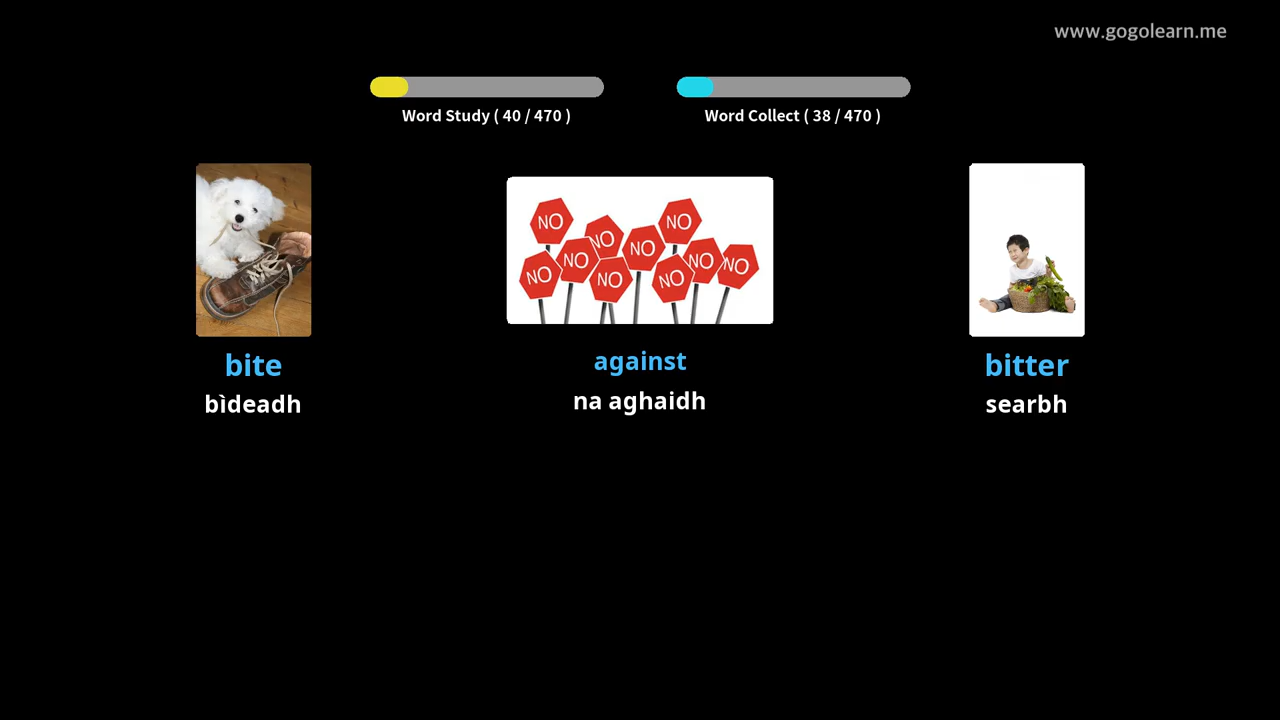 www.gogolearn.me
Word Study ( 40 / 470 )
Word Collect ( 38 / 470 )
NO
NO
NO
NO
NO
NO
NO
NO
NO
NO
bite
bìdeadh
against
na aghaidh
bitter
searbh